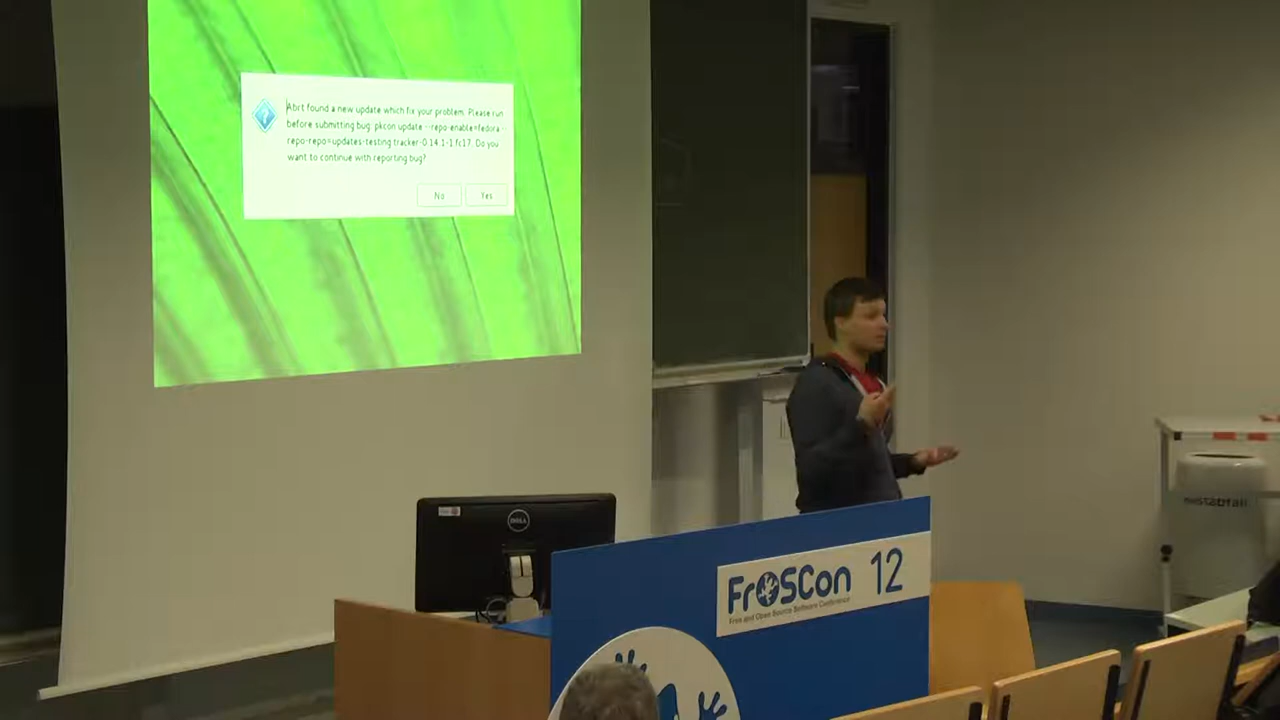 Abrt found a new update which fix your problem. Please run
before submitting bug: pkcon update --repo-enable=fedora --
repo-repo=updates-testing tracker-0.14.1-1.fc17. Do you
want to continue with reporting bug?
No Yes
DELL
FrOSCon 12
Free and Open Source Software Conference